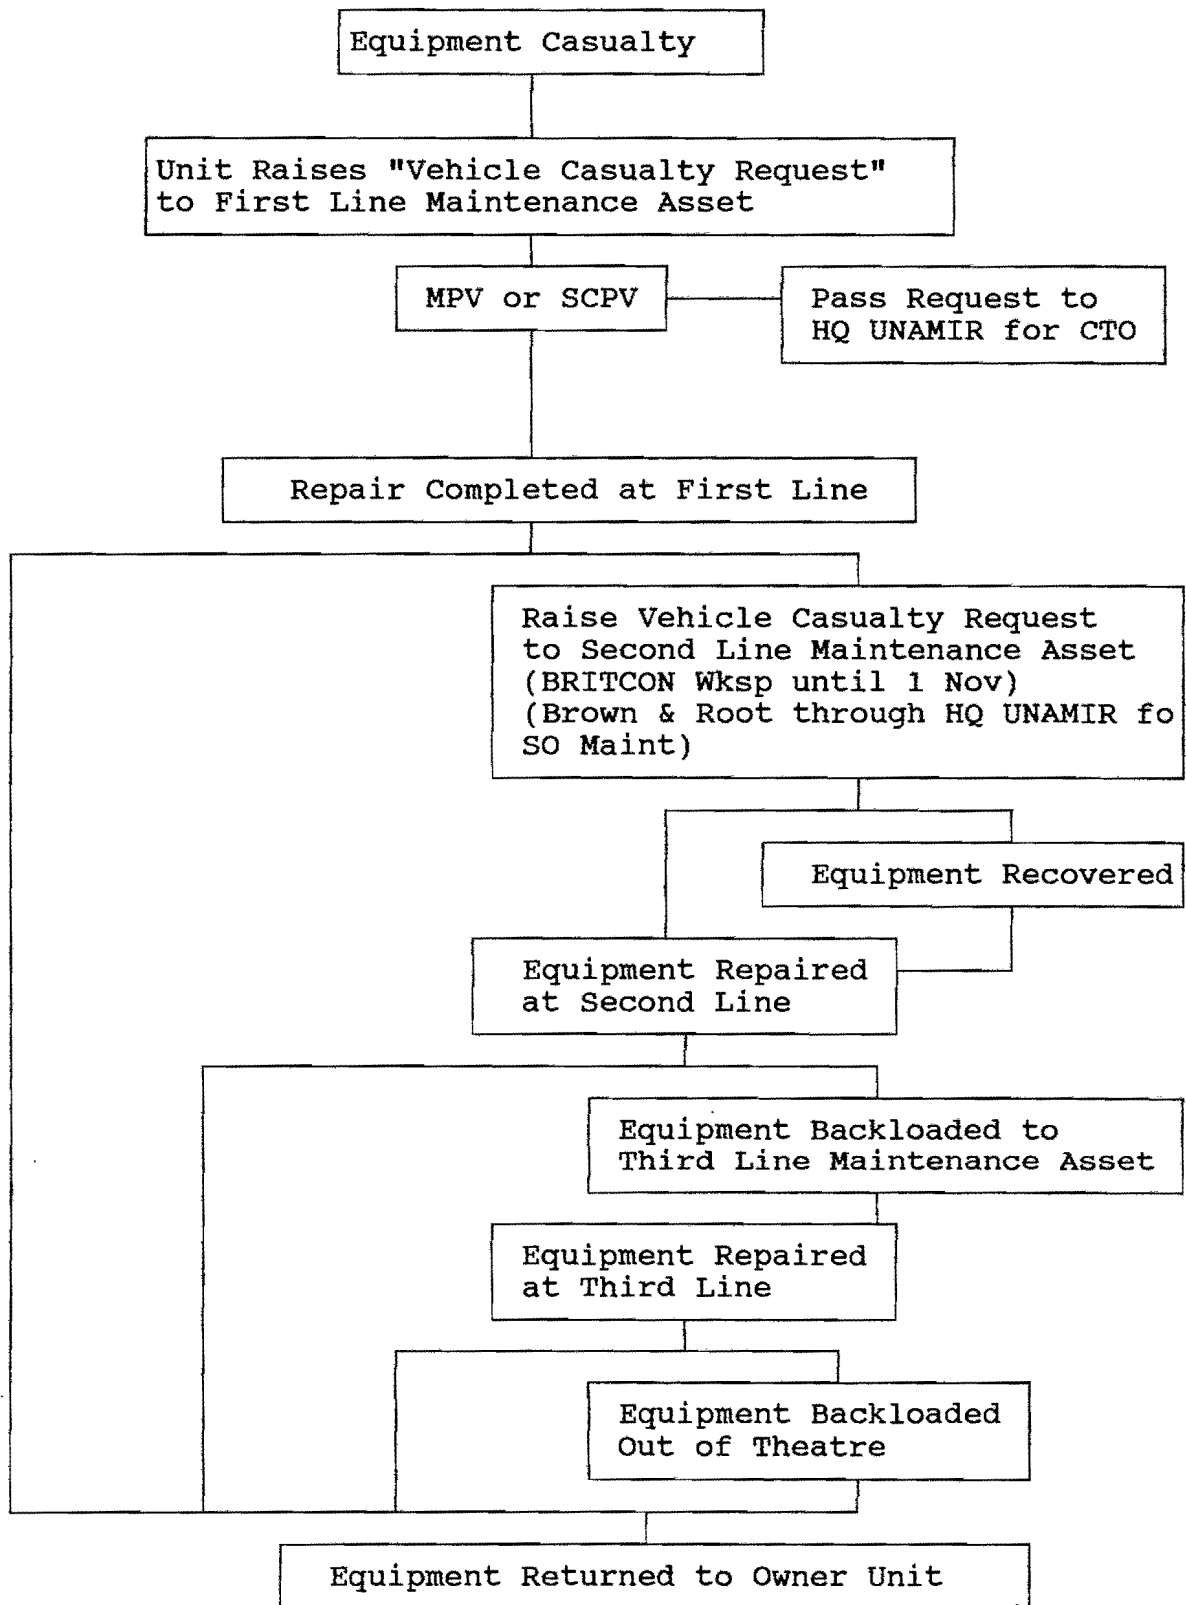 Equipment Casualty
Unit Raises "Vehicle Casualty Request"
to First Line Maintenance Asset
MPV or SCPV
Pass Request to
HQ UNAMIR for CTO
Repair Completed at First Line
Raise Vehicle Casualty Request
to Second Line Maintenance Asset
(BRITCON Wksp until 1 Nov)
(Brown & Root through HQ UNAMIR fo
SO Maint)
Equipment Recovered
Equipment Repaired
at Second Line
Equipment Backloaded to
Third Line Maintenance Asset
Equipment Repaired
at Third Line
Equipment Backloaded
Out of Theatre
Equipment Returned to Owner Unit